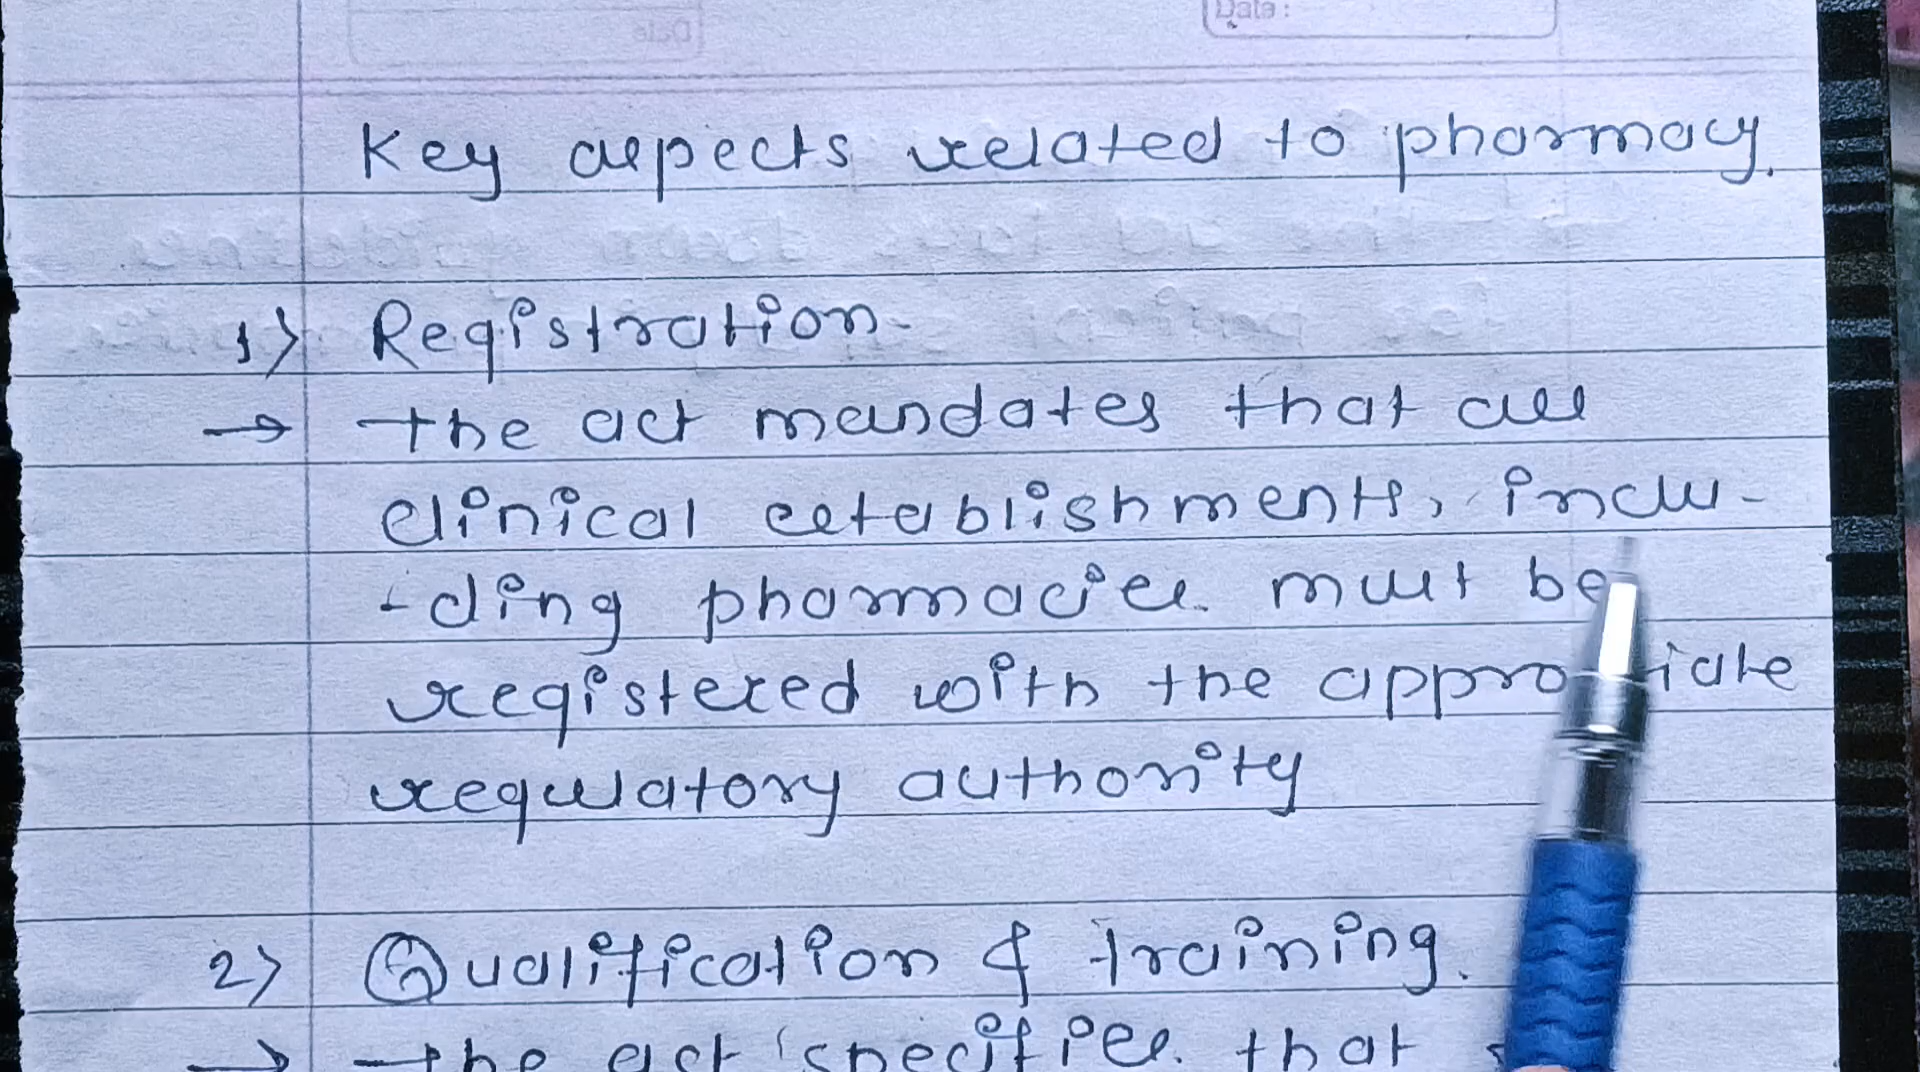 Date:
Key aspects related to pharmacy.
1) Registration-
→ the act mandates that all
clinical establishments, inclu-
-ding pharmacies must be
registered with the appropriate
regulatory authority
2) Qualification & training.
→ the act specifies that